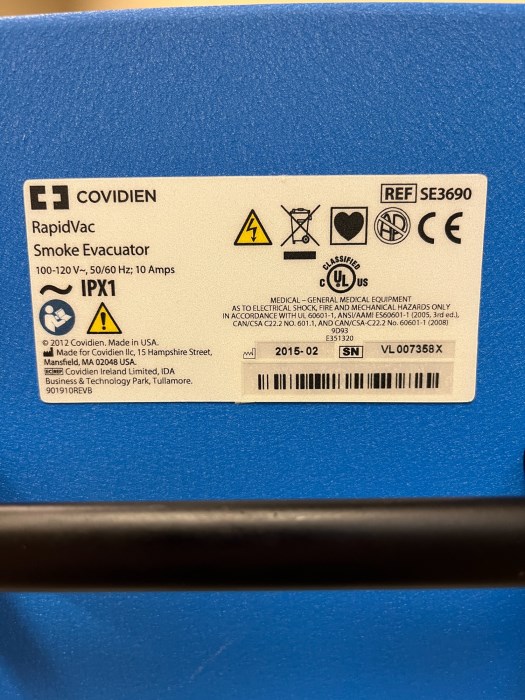 COVIDIEN
REF SE3690
RapidVac
Smoke Evacuator
100-120 V~, 50/60 Hz; 10 Amps
IPX1
CLASSIFIED
C UL US
MEDICAL – GENERAL MEDICAL EQUIPMENT
AS TO ELECTRICAL SHOCK, FIRE AND MECHANICAL HAZARDS ONLY
IN ACCORDANCE WITH UL 60601-1, ANSI/AAMI ES60601-1 (2005, 3rd ed.),
CAN/CSA C22.2 NO. 601.1, AND CAN/CSA-C22.2 No. 60601-1 (2008)
9D93
E351320
© 2012 Covidien. Made in USA.
Made for Covidien llc, 15 Hampshire Street,
Mansfield, MA 02048 USA.
EC REP Covidien Ireland Limited, IDA
Business & Technology Park, Tullamore.
901910REVB
2015-02
SN VL007358X